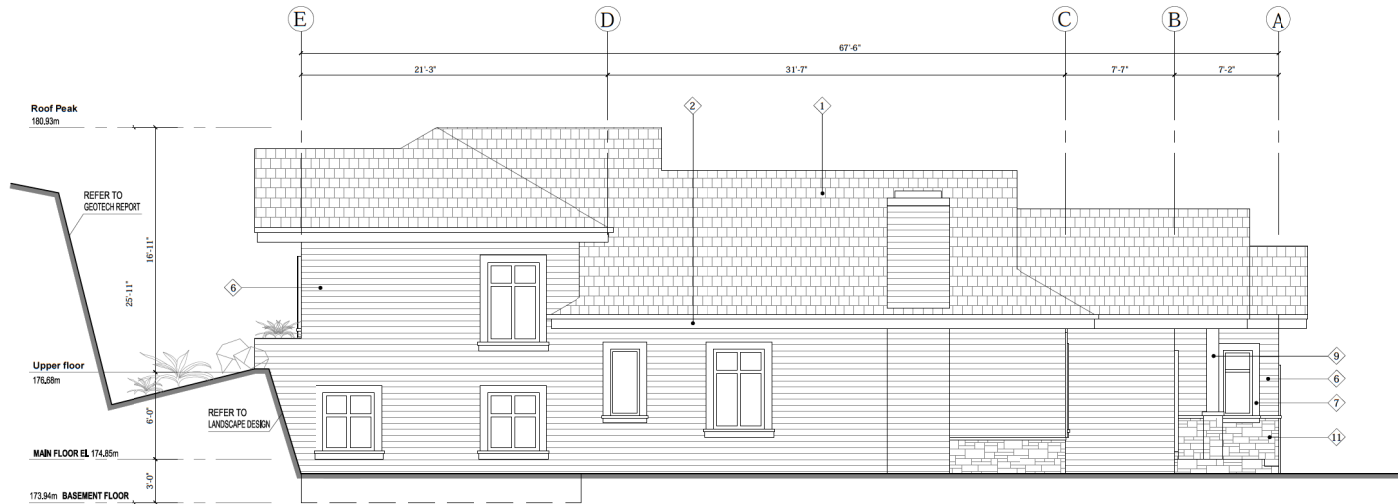 E
D
C
B
A
67'-6"
21'-3"
31'-7"
7'-7"
7'-2"
Roof Peak
180.93m
2
1
REFER TO
GEOTECH REPORT
16'-11"
25'-11"
6
9
Upper floor
176.68m
6
7
6'-0"
REFER TO
LANDSCAPE DESIGN
11
MAIN FLOOR EL 174.85m
3'-0"
173.94m BASEMENT FLOOR